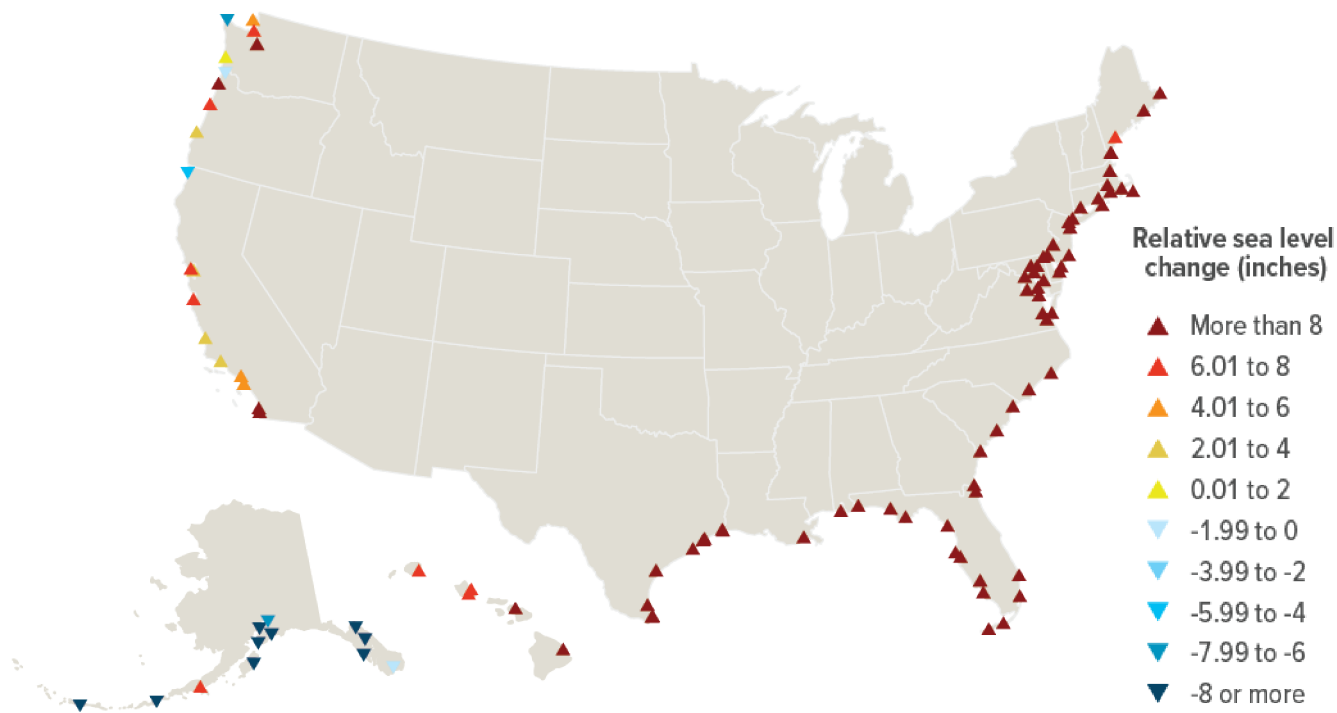 Relative sea level
change (inches)
More than 8
6.01 to 8
4.01 to 6
2.01 to 4
0.01 to 2
-1.99 to 0
-3.99 to -2
-5.99 to -4
-7.99 to -6
-8 or more